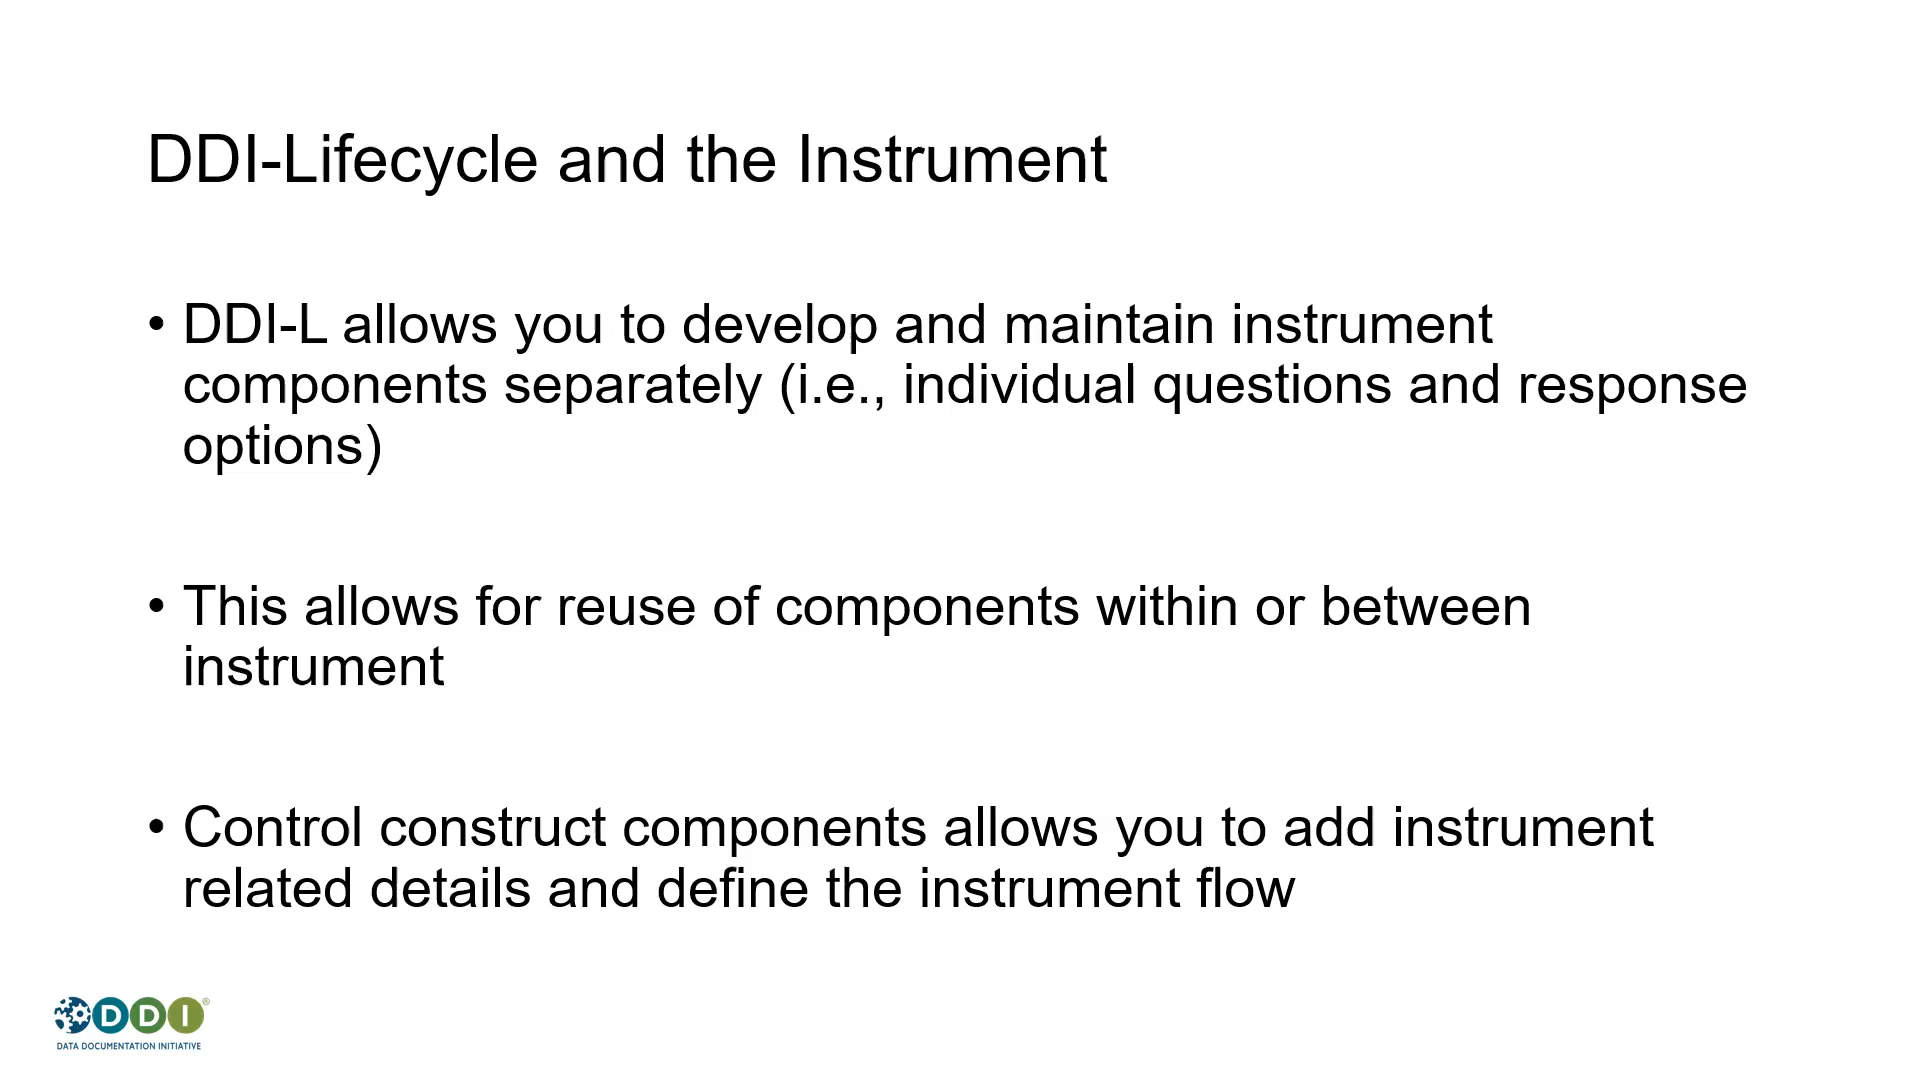 DDI-Lifecycle and the Instrument
• DDI-L allows you to develop and maintain instrument
components separately (i.e., individual questions and response
options)
• This allows for reuse of components within or between
instrument
• Control construct components allows you to add instrument
related details and define the instrument flow
DDI®
DATA DOCUMENTATION INITIATIVE